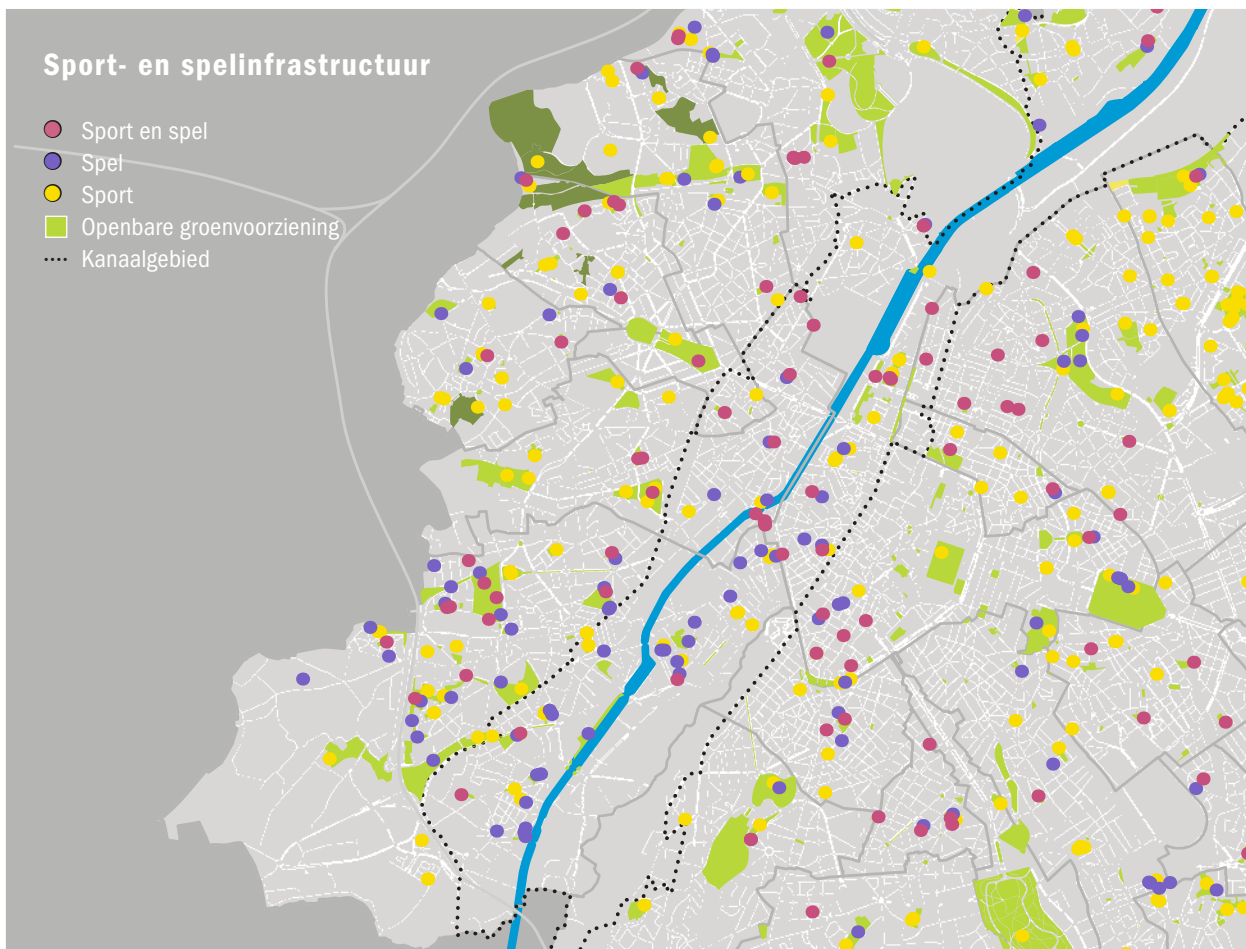 Sport- en spelinfrastructuur
Sport en spel
Spel
Sport
Openbare groenvoorziening
Kanaalgebied